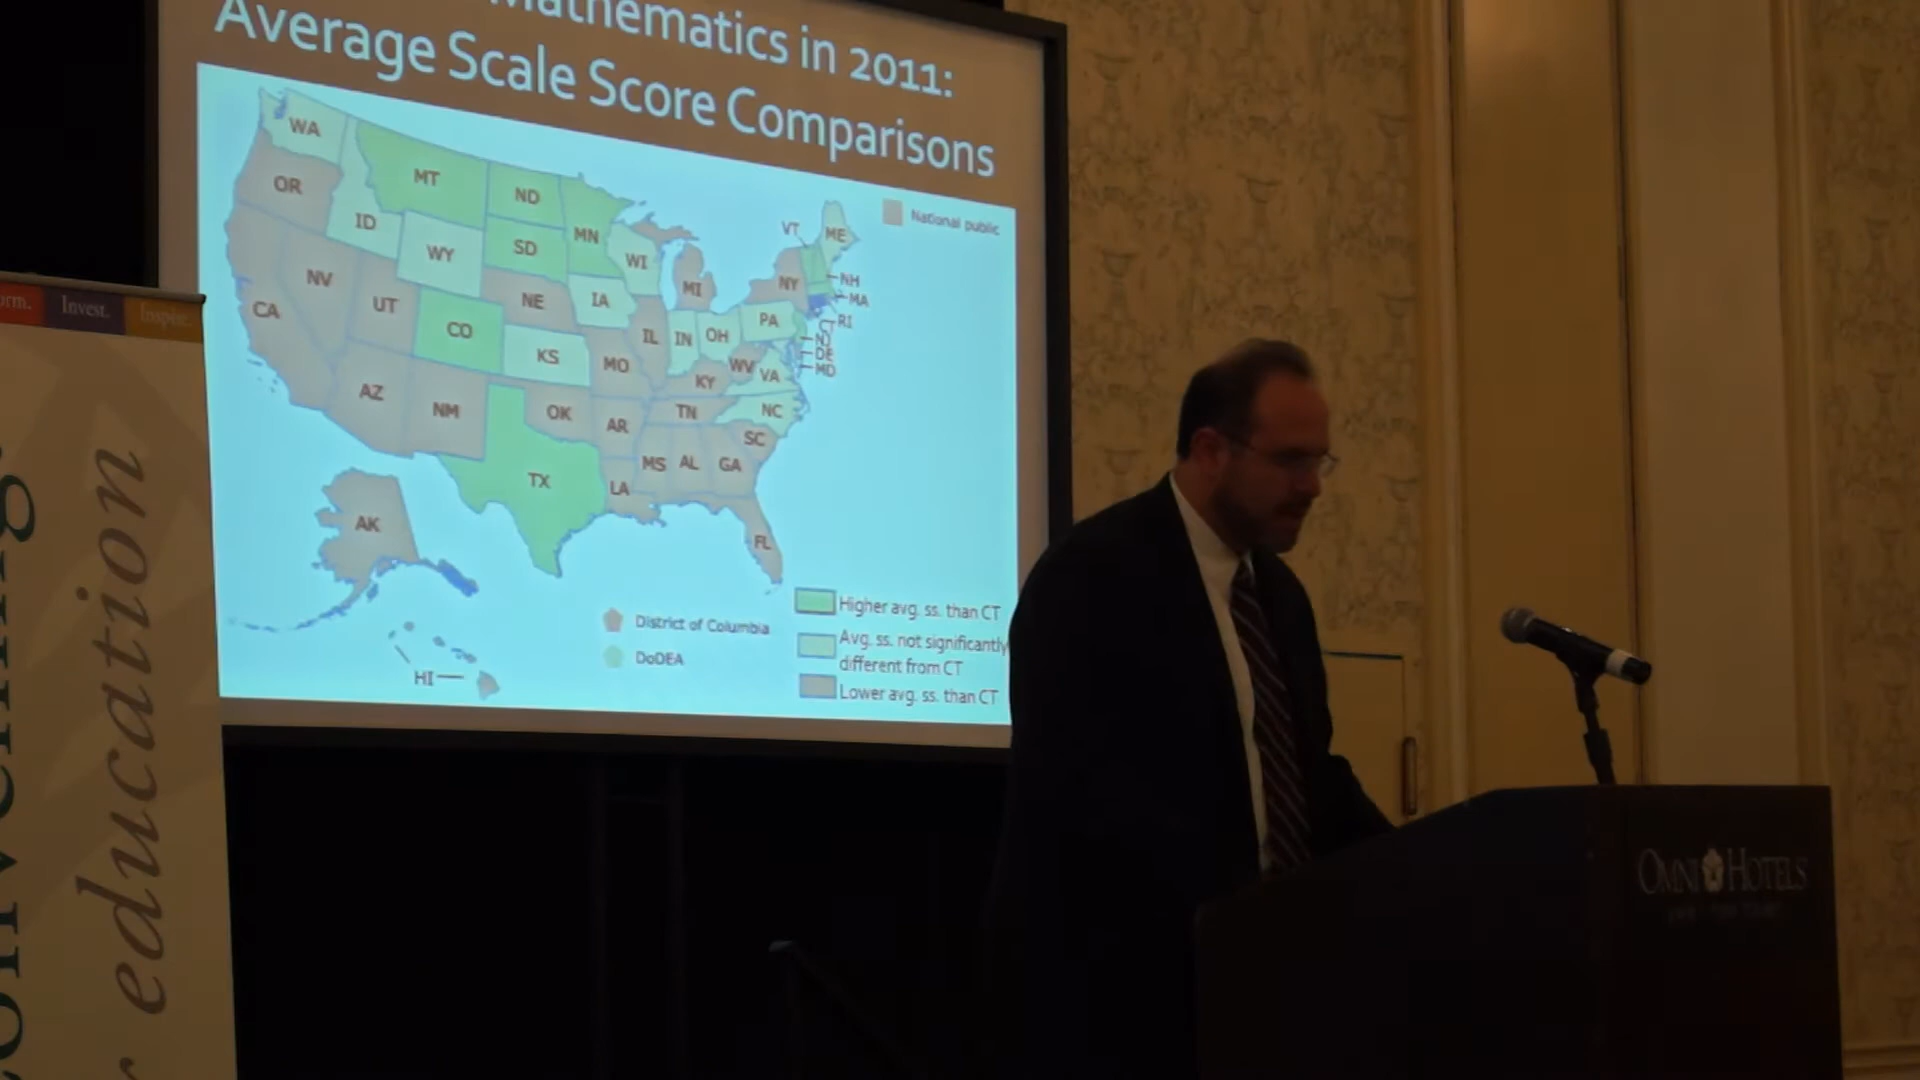 Mathematics in 2011:
Average Scale Score Comparisons
WA
MT
ND
MN
OR
ID
WY
SD
WI
MI
VT
ME
National public
NY
NH
MA
RI
CT
NJ
DE
MD
NV
UT
CO
NE
IA
IL
IN
OH
PA
CA
KS
MO
WV
VA
KY
AZ
NM
OK
AR
TN
NC
SC
MS
AL
GA
TX
LA
FL
AK
HI
District of Columbia
DoDEA
Higher avg. ss. than CT
Avg. ss. not significantly
different from CT
Lower avg. ss. than CT
Invest.
Inspire.
education
OMNI HOTELS